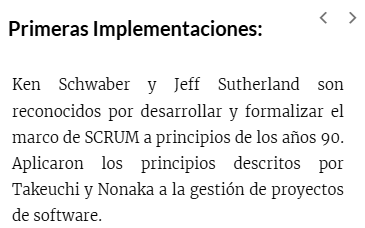 Primeras Implementaciones:
Ken Schwaber y Jeff Sutherland son
reconocidos por desarrollar y formalizar el
marco de SCRUM a principios de los años 90.
Aplicaron los principios descritos por
Takeuchi y Nonaka a la gestión de proyectos
de software.